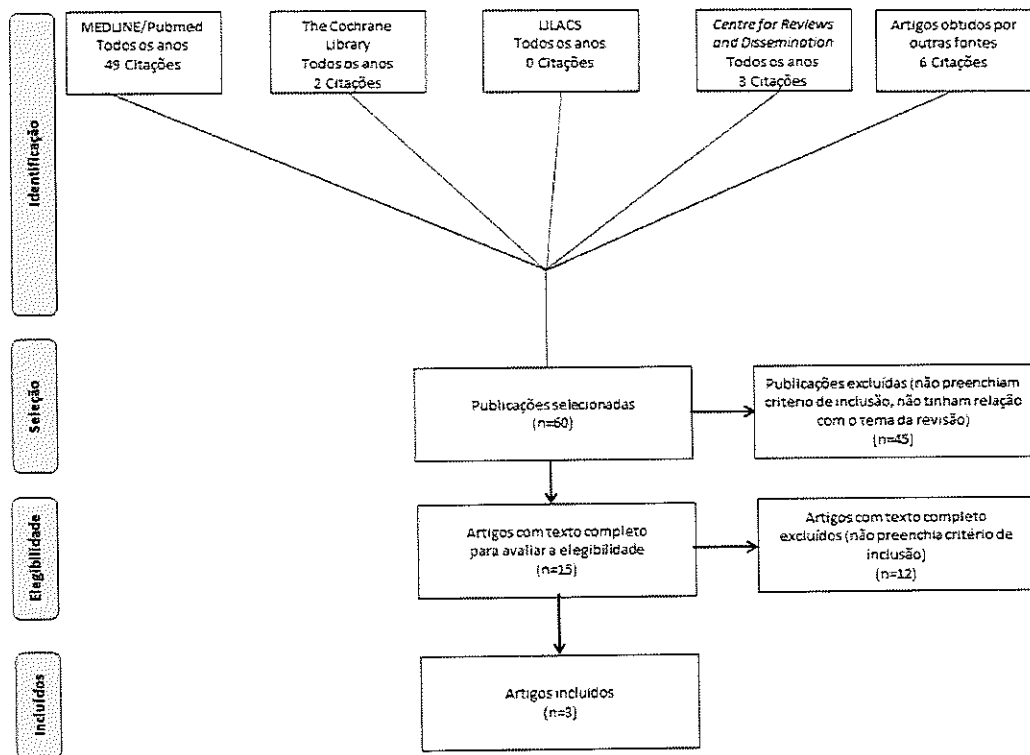 MEDLINE/Pubmed
Todos os anos
49 Citações
The Cochrane
Library
Todos os anos
2 Citações
LILACS
Todos os anos
0 Citações
Centre for Reviews
and Dissemination
Todos os anos
3 Citações
Artigos obtidos por
outras fontes
6 Citações
Identificação
Seleção
Publicações selecionadas
(n=60)
Publicações excluídas (não preenchiam
critério de inclusão, não tinham relação
com o tema da revisão)
(n=45)
Elegibilidade
Artigos com texto completo
para avaliar a elegibilidade
(n=15)
Artigos com texto completo
excluídos (não preenchia critério de
inclusão)
(n=12)
Incluídos
Artigos incluídos
(n=3)